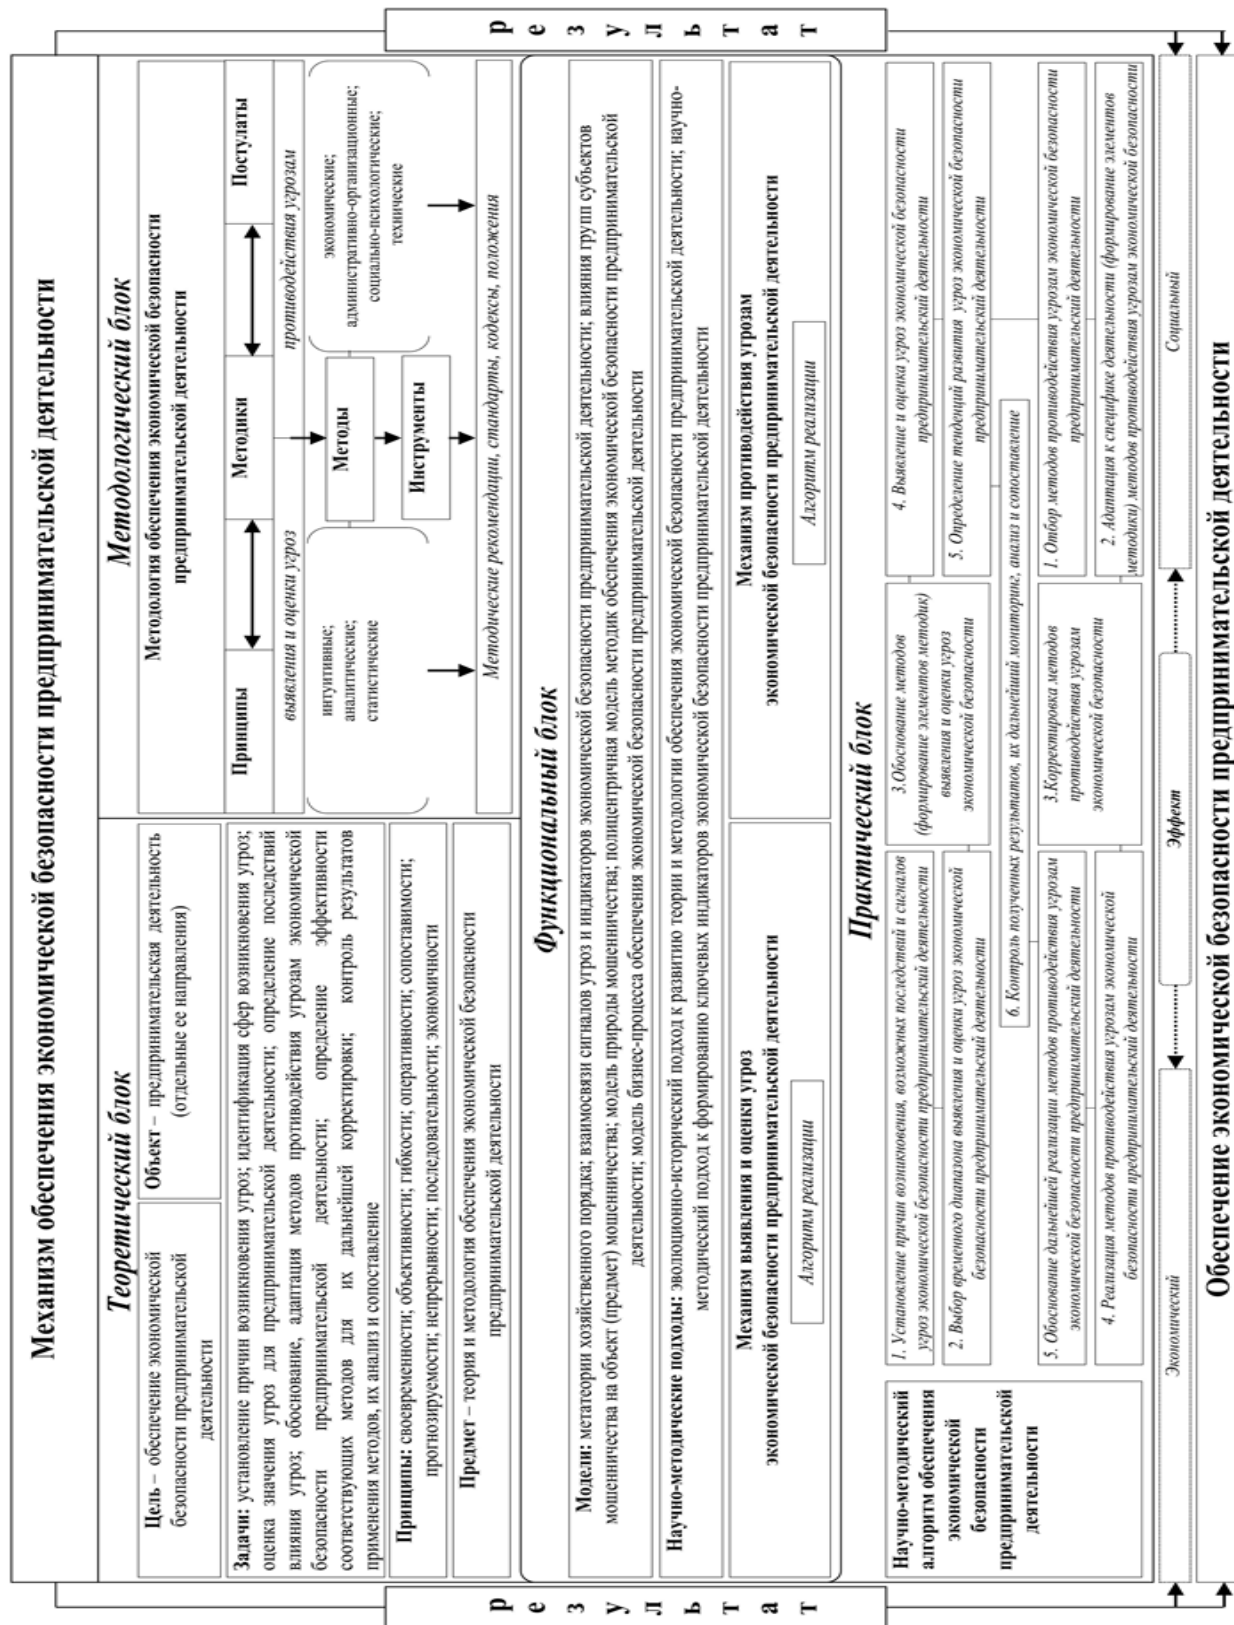 Механизм обеспечения экономической безопасности предпринимательской деятельности
Теоретический блок
Цель – обеспечение экономической
безопасности предпринимательской
деятельности
Объект – предпринимательская деятельность
(отдельные ее направления)
Задачи: установление причин возникновения угроз; идентификация сфер возникновения угроз;
оценка значения угроз для предпринимательской деятельности; определение последствий
влияния угроз; обоснование, адаптация методов противодействия угрозам экономической
безопасности предпринимательской деятельности; определение эффективности
соответствующих методов для их дальнейшей корректировки; контроль результатов
применения методов, их анализ и сопоставление
Принципы: своевременности; объективности; гибкости; оперативности; сопоставимости;
прогнозируемости; непрерывности; последовательности; экономичности
Предмет – теория и методология обеспечения экономической безопасности
предпринимательской деятельности
Методологический блок
Методология обеспечения экономической безопасности
предпринимательской деятельности
Принципы
Методики
Постулаты
выявления и оценки угроз
противодействия угрозам
интуитивные;
аналитические;
статистические
Методы
Инструменты
экономические;
административно-организационные;
социально-психологические;
технические
Методические рекомендации, стандарты, кодексы, положения
Функциональный блок
Модели: метатеории хозяйственного порядка; взаимосвязи сигналов угроз и индикаторов экономической безопасности предпринимательской деятельности; влияния групп субъектов
мошенничества на объект (предмет) мошенничества; модель природы мошенничества; полицентричная модель методик обеспечения экономической безопасности предпринимательской
деятельности; модель бизнес-процесса обеспечения экономической безопасности предпринимательской деятельности
Научно-методические подходы: эволюционно-исторический подход к развитию теории и методологии обеспечения экономической безопасности предпринимательской деятельности; научно-
методический подход к формированию ключевых индикаторов экономической безопасности предпринимательской деятельности
Механизм выявления и оценки угроз
экономической безопасности предпринимательской деятельности
Алгоритм реализации
Механизм противодействия угрозам
экономической безопасности предпринимательской деятельности
Алгоритм реализации
Практический блок
Научно-методический
алгоритм обеспечения
экономической
безопасности
предпринимательской
деятельности
1. Установление причин возникновения, возможных последствий и сигналов
угроз экономической безопасности предпринимательский деятельности
2. Выбор временного диапазона выявления и оценки угроз экономической
безопасности предпринимательский деятельности
3.Обоснование методов
(формирование элементов методик)
выявления и оценки угроз
экономической безопасности
4. Выявление и оценка угроз экономической безопасности
предпринимательский деятельности
5. Определение тенденций развития угроз экономической безопасности
предпринимательский деятельности
6. Контроль полученных результатов, их дальнейший мониторинг, анализ и сопоставление
5. Обоснование дальнейшей реализации методов противодействия угрозам
экономической безопасности предпринимательский деятельности
4. Реализация методов противодействия угрозам экономической
безопасности предпринимательский деятельности
3.Корректировка методов
противодействия угрозам
экономической безопасности
1. Отбор методов противодействия угрозам экономической безопасности
предпринимательский деятельности
2. Адаптация к специфике деятельности (формирование элементов
методики) методов противодействия угрозам экономической безопасности
Экономический
Эффект
Социальный
Обеспечение экономической безопасности предпринимательской деятельности
результат
результат